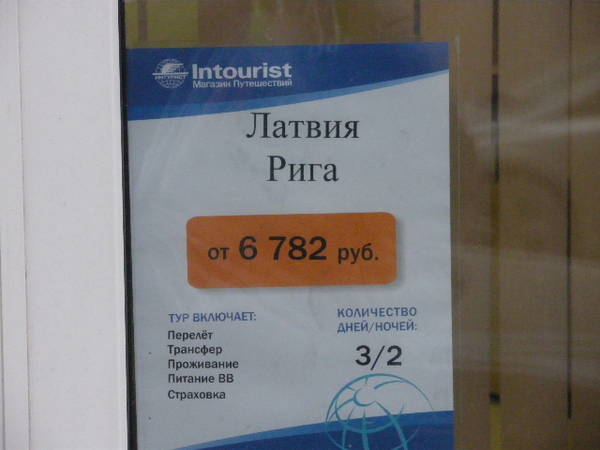 ИНТУРИСТ
Intourist
Магазин Путешествий
Латвия
Рига
от 6 782 руб.
ТУР ВКЛЮЧАЕТ:
Перелёт
Трансфер
Проживание
Питание BB
Страховка
КОЛИЧЕСТВО
ДНЕЙ/НОЧЕЙ:
3/2